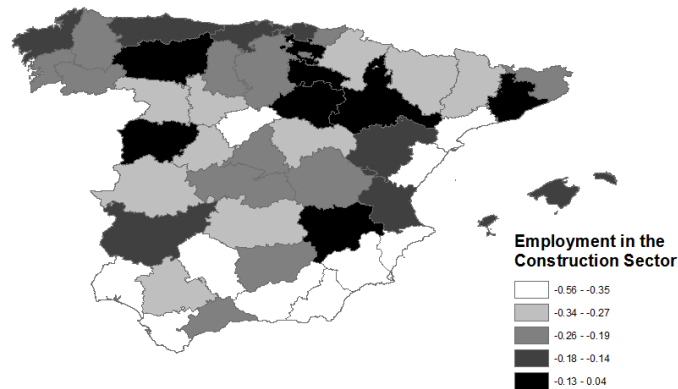 Employment in the
Construction Sector
-0.56 - -0.35
-0.34 - -0.27
-0.26 - -0.19
-0.18 - -0.14
-0.13 - 0.04